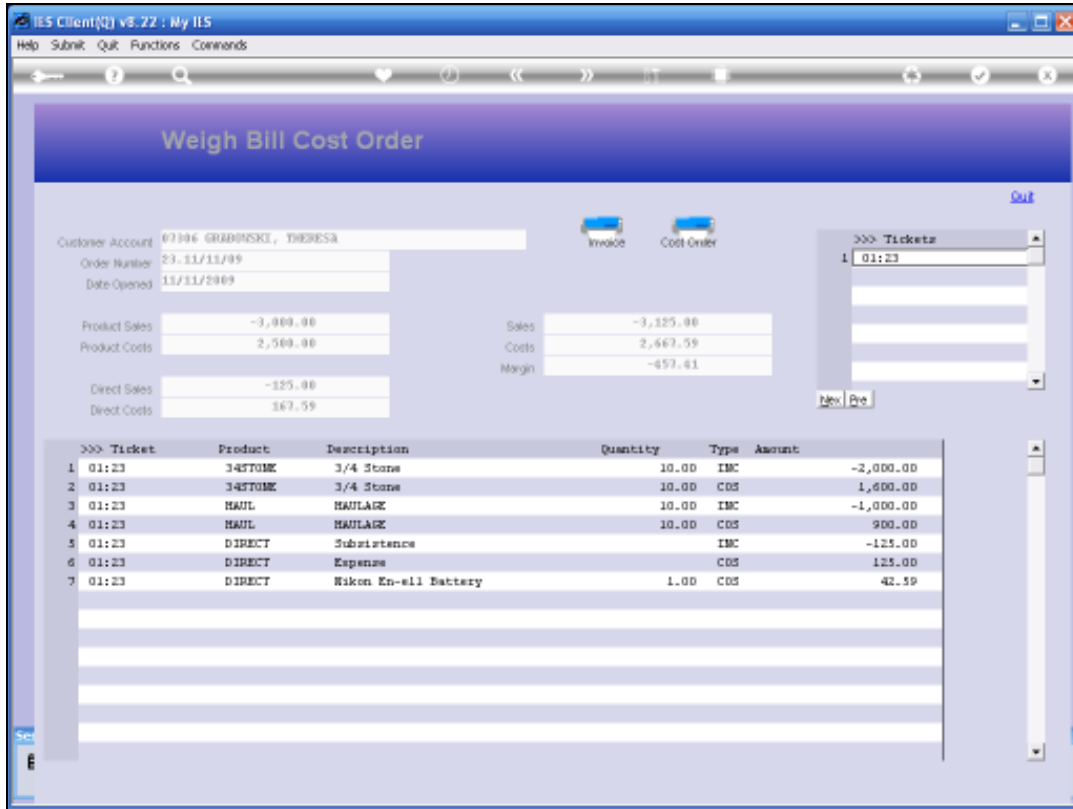 IES Client(Q) v8.22 : My IES
Help Submit Quit Functions Commands
Weigh Bill Cost Order
Quit
Customer Account 07306 GRABOWSKI, THERESA
Invoice Cost Order
>>> Tickets
Order Number 23.11/11/09
1 01:23
Date Opened 11/11/2009
Product Sales -3,000.00 Sales -3,125.00
Product Costs 2,500.00 Costs 2,667.59
Margin -457.41
Direct Sales -125.00
Direct Costs 167.59
Nex Pre
>>> Ticket Product Description Quantity Type Amount
1 01:23 34STONE 3/4 Stone 10.00 INC -2,000.00
2 01:23 34STONE 3/4 Stone 10.00 COS 1,600.00
3 01:23 HAUL HAULAGE 10.00 INC -1,000.00
4 01:23 HAUL HAULAGE 10.00 COS 900.00
5 01:23 DIRECT Subsistence INC -125.00
6 01:23 DIRECT Expense COS 125.00
7 01:23 DIRECT Nikon En-el1 Battery 1.00 COS 42.59